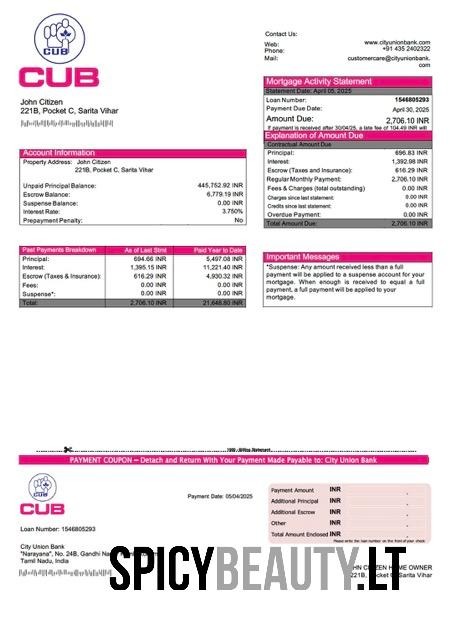 CUB
CUB
Contact Us:
Web: www.cityunionbank.com
Phone: +91 435 2402322
Mail: customercare@cityunionbank.
com
John Citizen
221B, Pocket C, Sarita Vihar
Mortgage Activity Statement
Statement Date: April 05, 2025
Loan Number: 1546805293
Payment Due Date: April 30, 2025
Amount Due: 2,706.10 INR
If payment is received after 30/04/25, a late fee of 104.49 INR will
Explanation of Amount Due
Contractual Amount Due
Principal: 696.83 INR
Interest: 1,392.98 INR
Escrow (Taxes and Insurance): 616.29 INR
Regular Monthly Payment: 2,706.10 INR
Fees & Charges (total outstanding) 0.00 INR
Charges since last statement: 0.00 INR
Credits since last statement: 0.00 INR
Overdue Payment: 0.00 INR
Total Amount Due: 2,706.10 INR
Account Information
Property Address: John Citizen
221B, Pocket C, Sarita Vihar
Unpaid Principal Balance: 445,752.92 INR
Escrow Balance: 6,779.19 INR
Suspense Balance: 0.00 INR
Interest Rate: 3.750%
Prepayment Penalty: No
Past Payments Breakdown As of Last Stmt Paid Year to Date
Principal: 694.66 INR 5,497.08 INR
Interest: 1,395.15 INR 11,221.40 INR
Escrow (Taxes & Insurance): 616.29 INR 4,930.32 INR
Fees: 0.00 INR 0.00 INR
Suspense*: 0.00 INR 0.00 INR
Total: 2,706.10 INR 21,648.80 INR
Important Messages
*Suspense: Any amount received less than a full
payment will be applied to a suspense account for your
mortgage. When enough is received to equal a full
payment, a full payment will be applied to your
mortgage.
PAYMENT COUPON – Detach and Return With Your Payment Made Payable to: City Union Bank
CUB
CUB
Payment Date: 05/04/2025
Payment Amount INR
Additional Principal INR
Additional Escrow INR
Other INR
Total Amount Enclosed INR
Please write the loan number on the front of your check
Loan Number: 1546805293
City Union Bank
"Narayana", No. 24B, Gandhi
Tamil Nadu, India
CITIZEN HOME OWNER
221B, Pocket C, Sarita Vihar
SPICYBEAUTY.LT